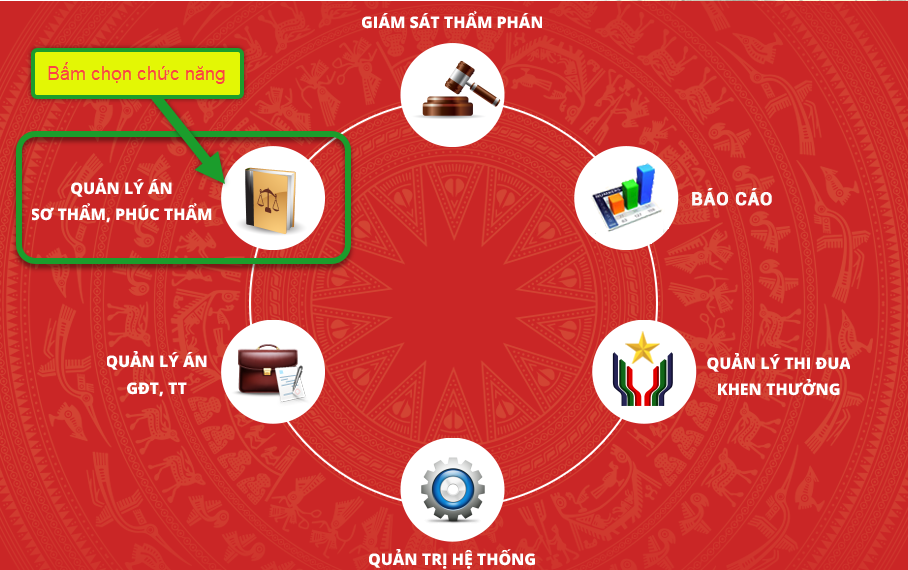 GIÁM SÁT THẨM PHÁN
Bấm chọn chức năng
QUẢN LÝ ÁN
SƠ THẨM, PHÚC THẨM
BÁO CÁO
QUẢN LÝ ÁN
GĐT, TT
QUẢN LÝ THI ĐUA
KHEN THƯỞNG
QUẢN TRỊ HỆ THỐNG